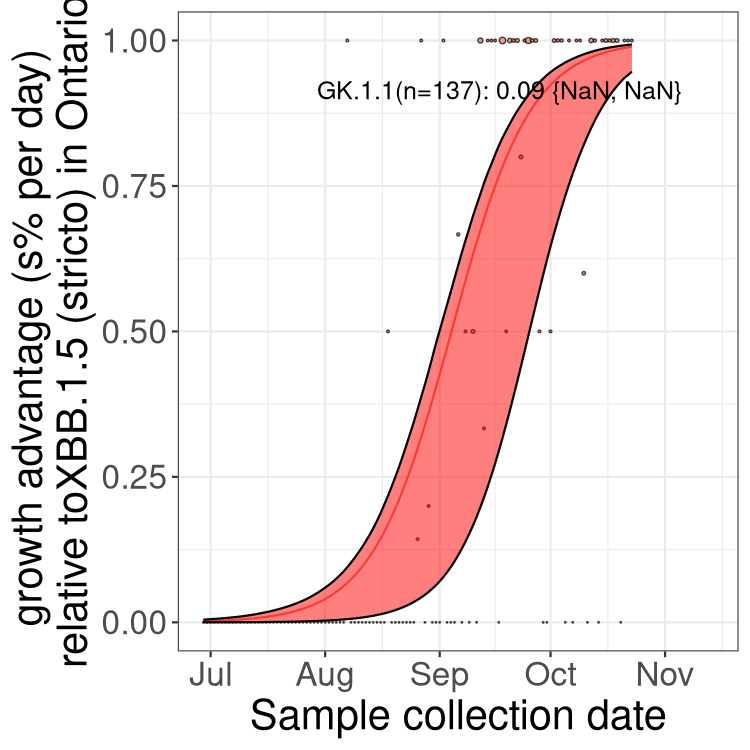 growth advantage (s% per day)
relative toXBB.1.5 (stricto) in Ontario
1.00
0.75
0.50
0.25
0.00
GK.1.1(n=137): 0.09 {NaN, NaN}
Jul Aug Sep Oct Nov
Sample collection date